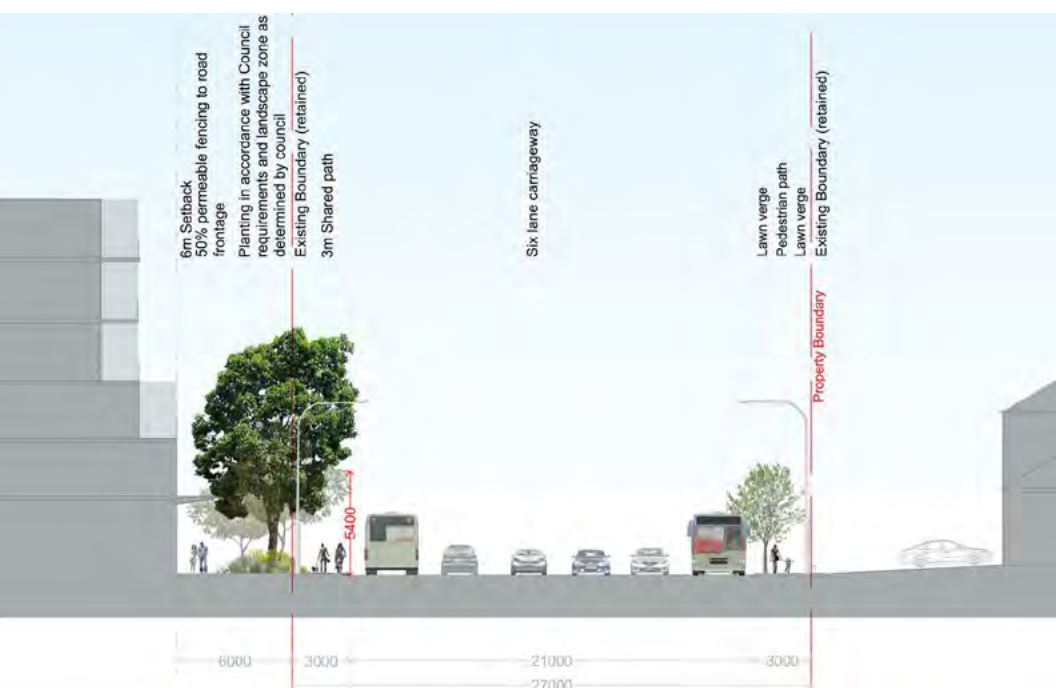 6m Setback
50% permeable fencing to road
frontage
Planting in accordance with Council
requirements and landscape zone as
determined by council
Existing Boundary (retained)
3m Shared path
Six lane carriageway
Lawn verge
Pedestrian path
Lawn verge
Existing Boundary (retained)
Property Boundary
5400
6000
3000
21000
3000
27000